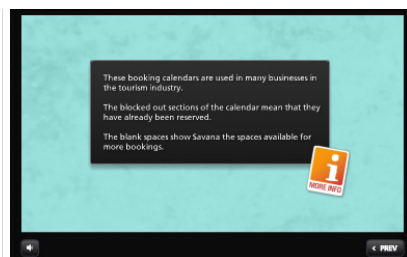 These booking calendars are used in many businesses in
the tourism industry.
The blocked out sections of the calendar mean that they
have already been reserved.
The blank spaces show Savana the spaces available for
more bookings.
i
MORE INFO
< PREV